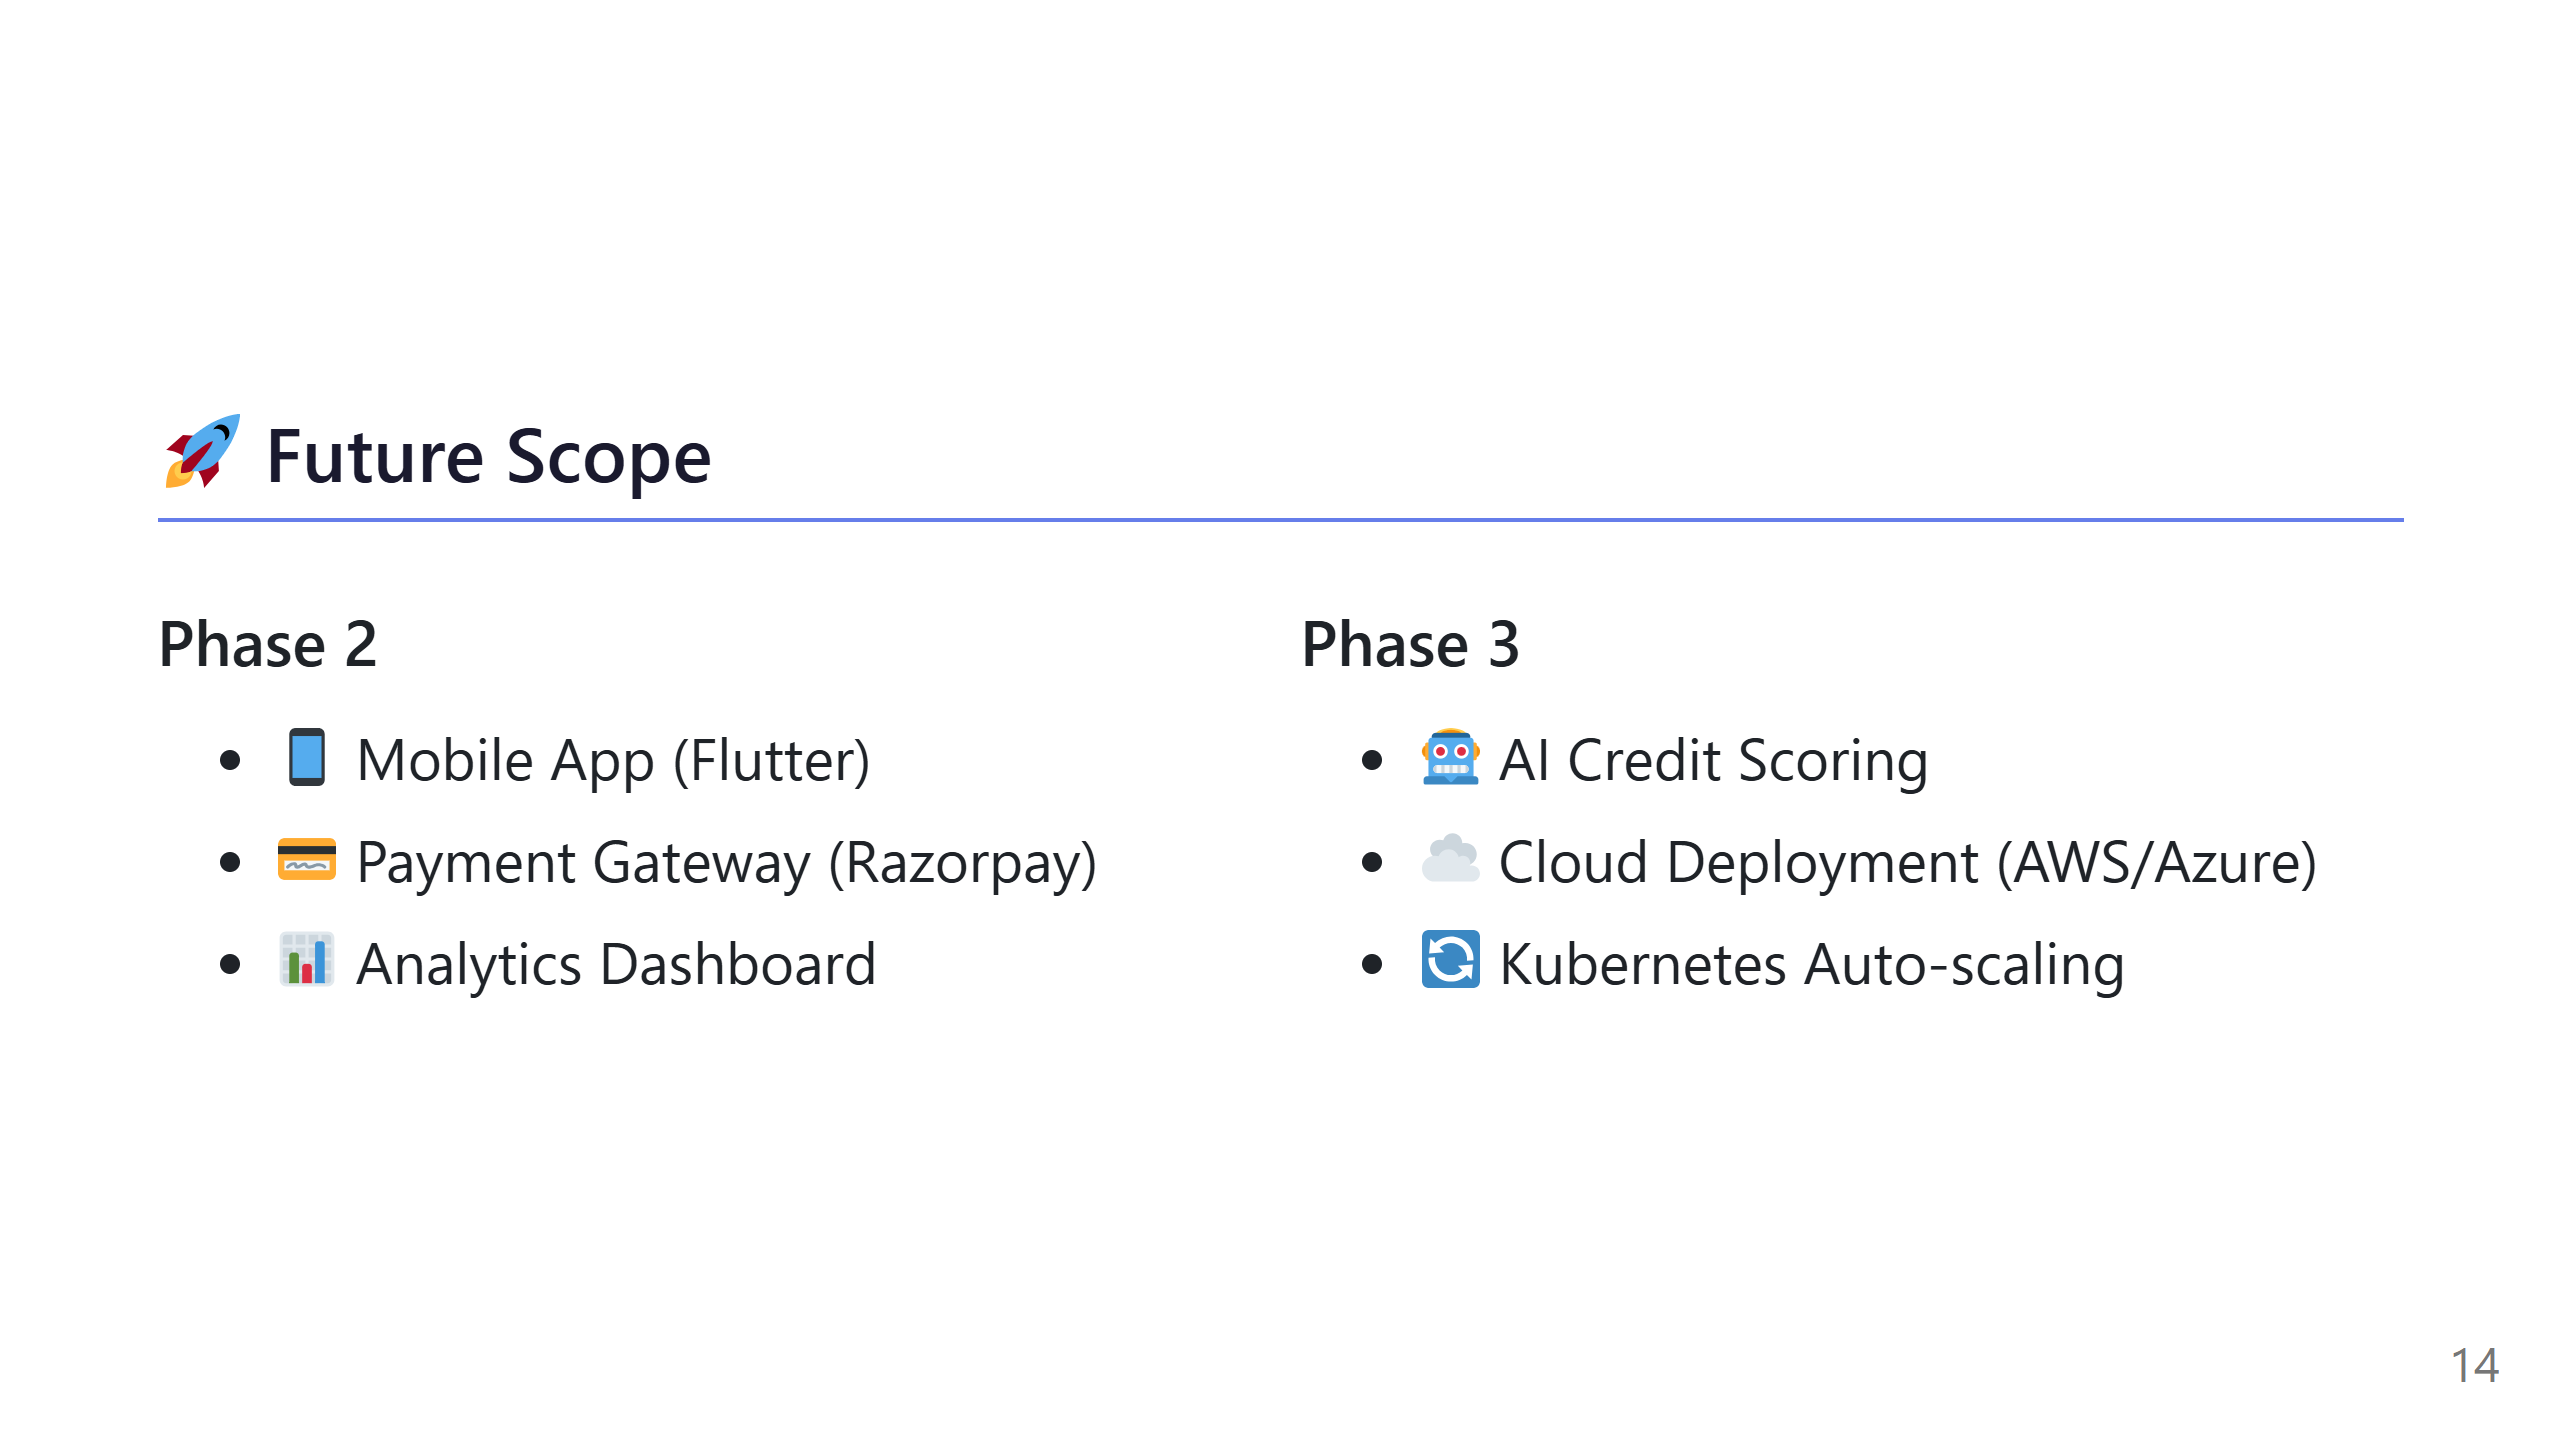 🚀 Future Scope
Phase 2
• 📱 Mobile App (Flutter)
• 💳 Payment Gateway (Razorpay)
• 📊 Analytics Dashboard
Phase 3
• 🤖 AI Credit Scoring
• ☁️ Cloud Deployment (AWS/Azure)
• 🔄 Kubernetes Auto-scaling
14